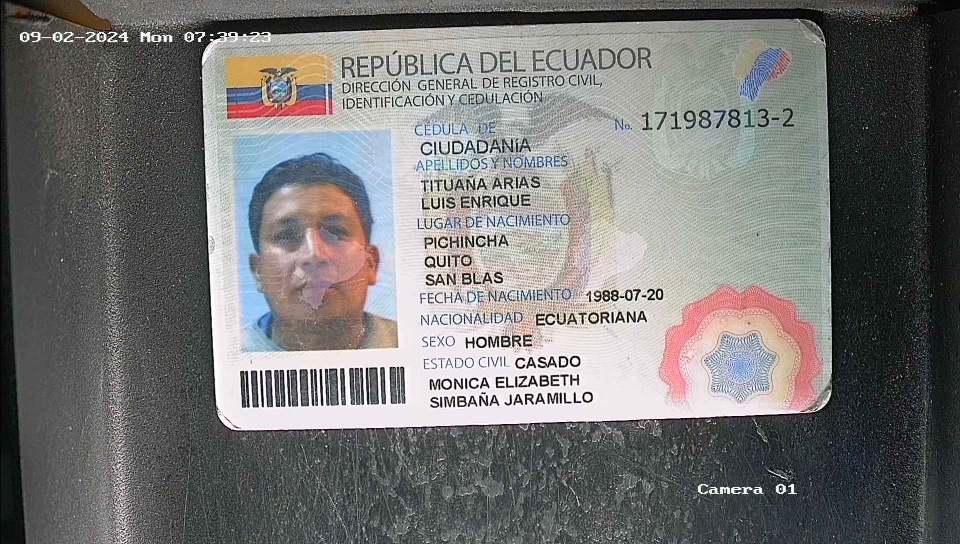 09-02-2024 Mon 07:39:23
REPÚBLICA DEL ECUADOR
DIRECCIÓN GENERAL DE REGISTRO CIVIL,
IDENTIFICACIÓN Y CEDULACIÓN
CÉDULA DE
No. 171987813-2
CIUDADANÍA
APELLIDOS Y NOMBRES
TITUAÑA ARIAS
LUIS ENRIQUE
LUGAR DE NACIMIENTO
PICHINCHA
QUITO
SAN BLAS
FECHA DE NACIMIENTO 1988-07-20
NACIONALIDAD ECUATORIANA
SEXO HOMBRE
ESTADO CIVIL CASADO
MONICA ELIZABETH
SIMBAÑA JARAMILLO
Camera 01